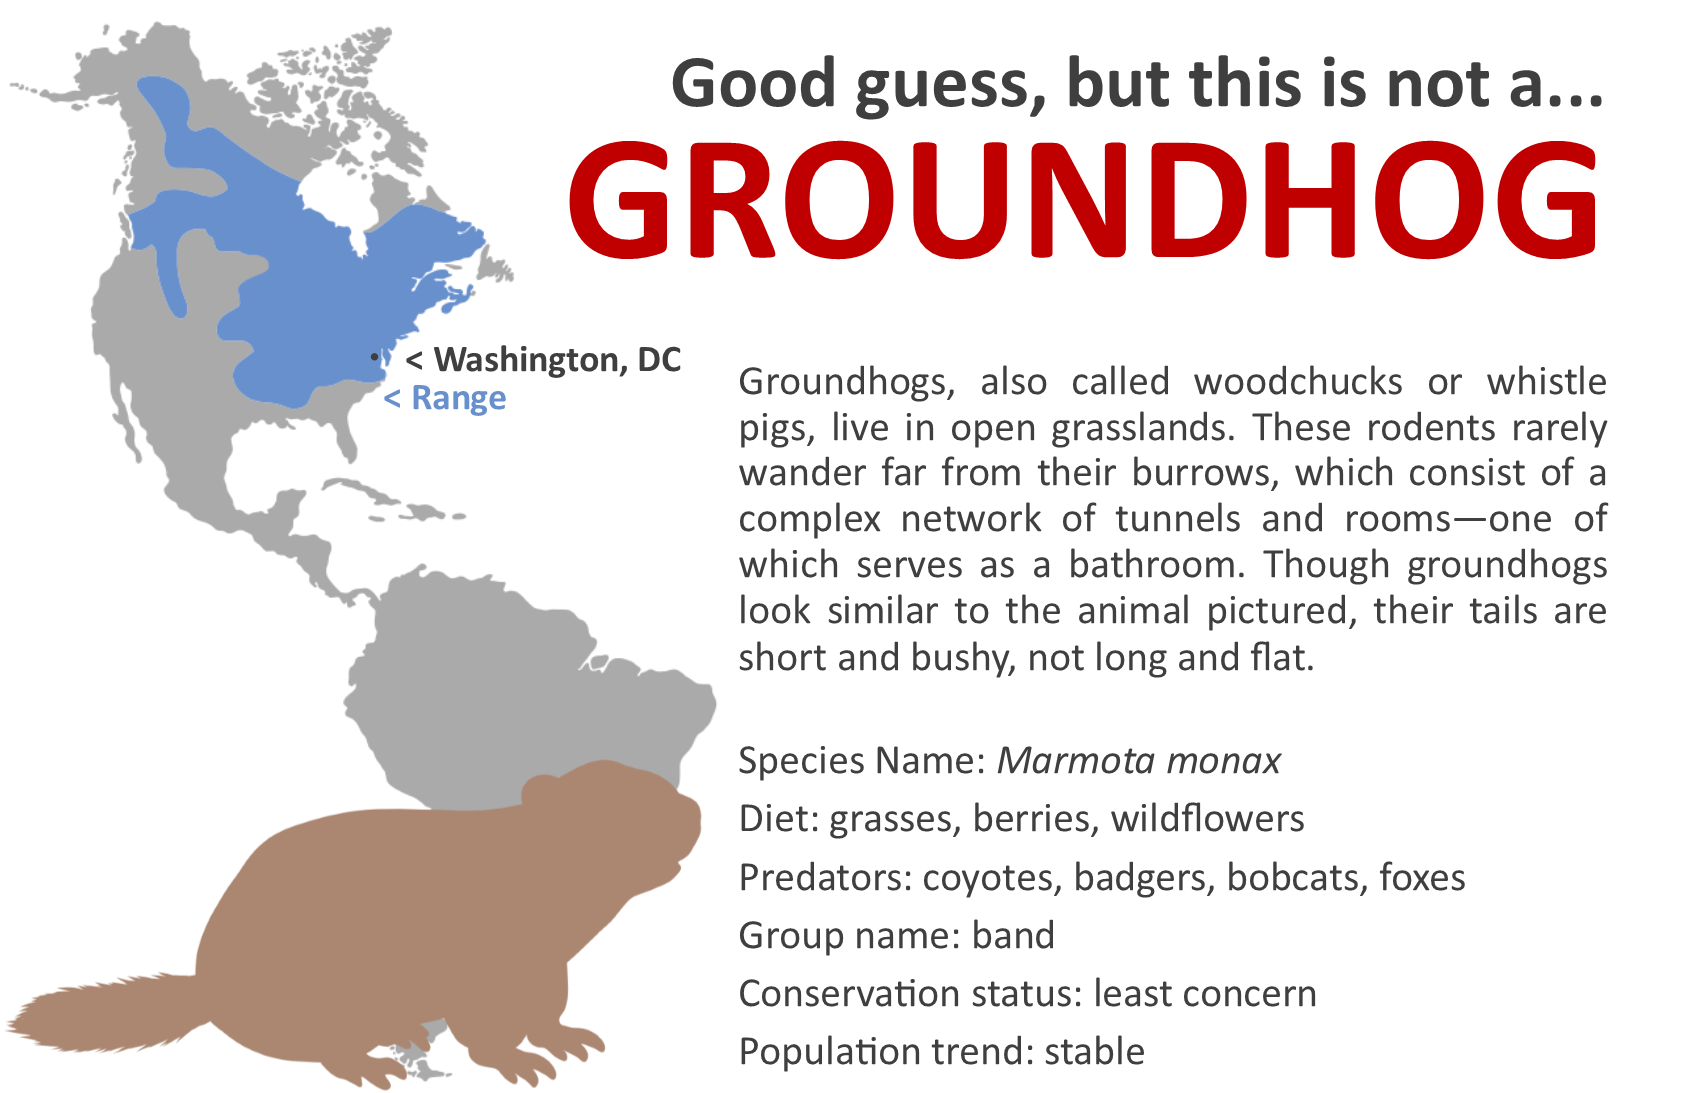 Good guess, but this is not a...
GROUNDHOG
< Washington, DC
< Range
Groundhogs, also called woodchucks or whistle
pigs, live in open grasslands. These rodents rarely
wander far from their burrows, which consist of a
complex network of tunnels and rooms—one of
which serves as a bathroom. Though groundhogs
look similar to the animal pictured, their tails are
short and bushy, not long and flat.
Species Name: Marmota monax
Diet: grasses, berries, wildflowers
Predators: coyotes, badgers, bobcats, foxes
Group name: band
Conservation status: least concern
Population trend: stable